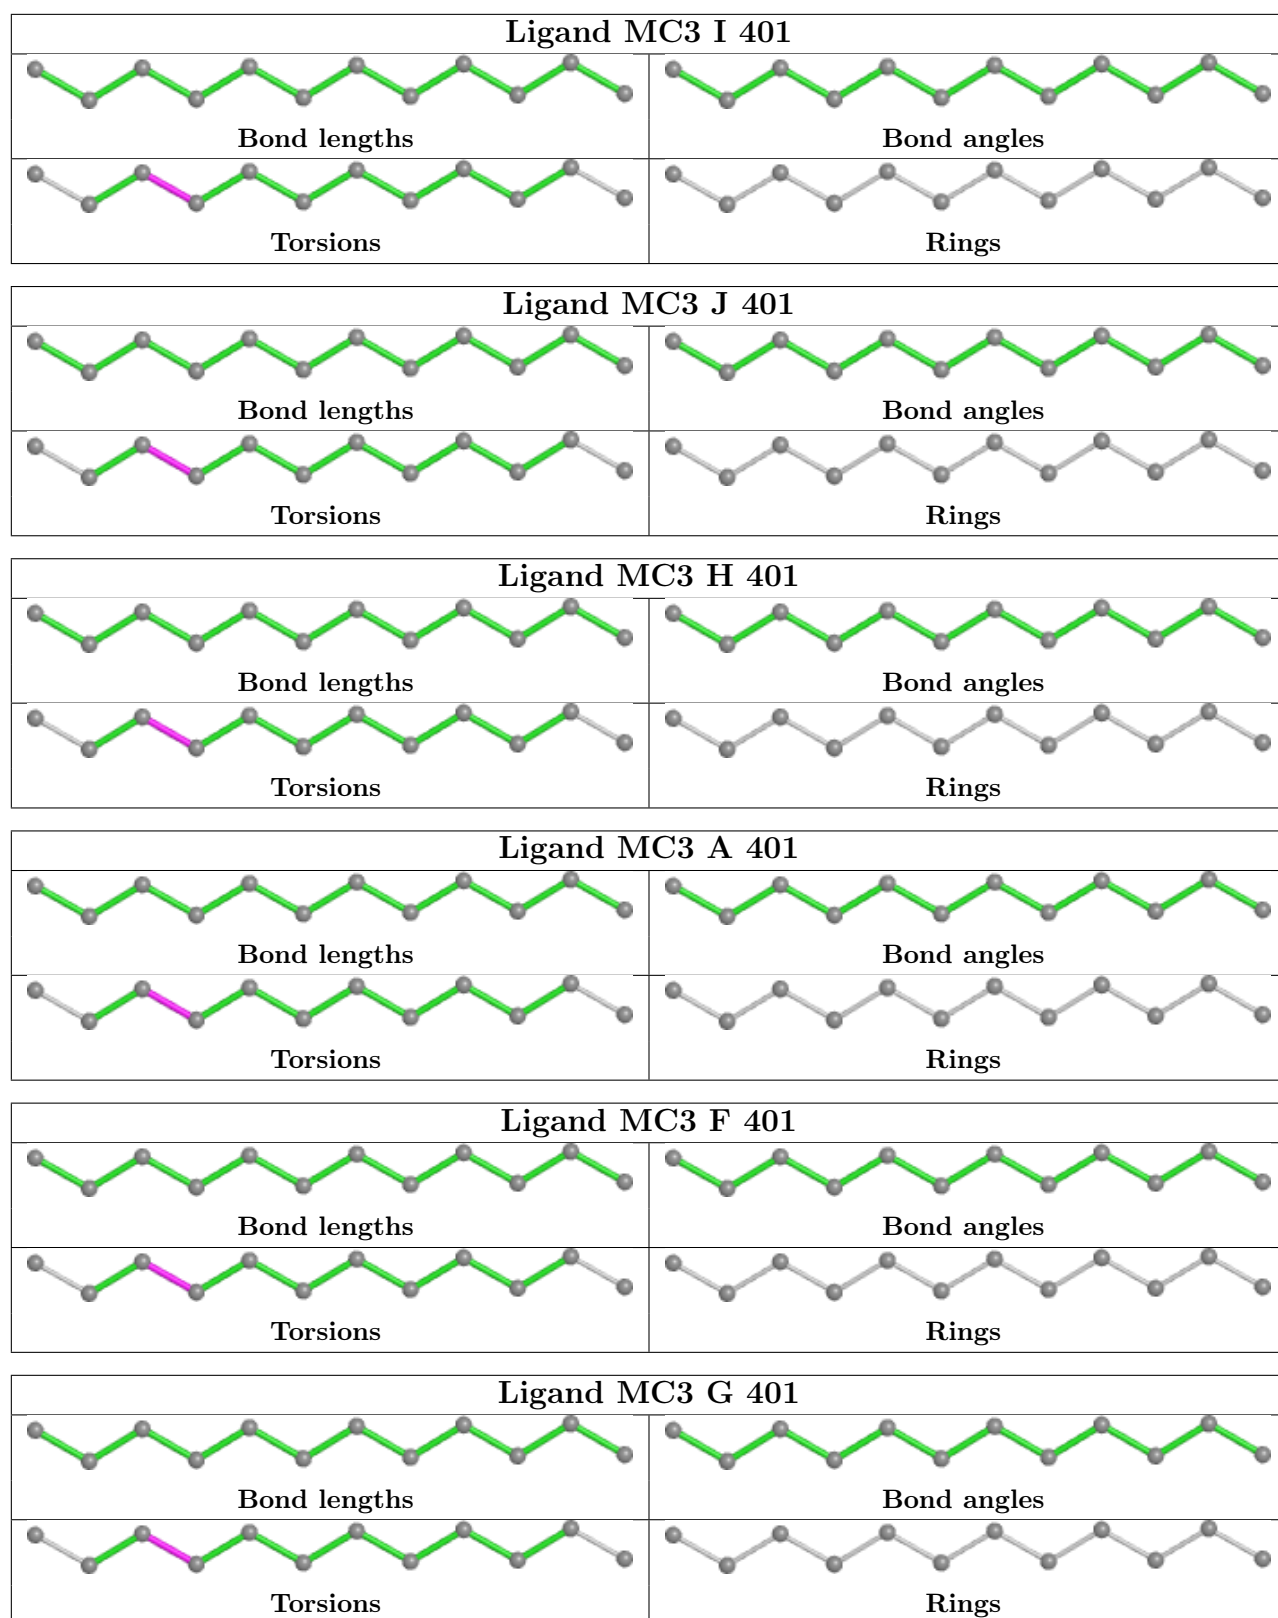 Ligand MC3 I 401
Bond lengths
Bond angles
Torsions
Rings
Ligand MC3 J 401
Bond lengths
Bond angles
Torsions
Rings
Ligand MC3 H 401
Bond lengths
Bond angles
Torsions
Rings
Ligand MC3 A 401
Bond lengths
Bond angles
Torsions
Rings
Ligand MC3 F 401
Bond lengths
Bond angles
Torsions
Rings
Ligand MC3 G 401
Bond lengths
Bond angles
Torsions
Rings